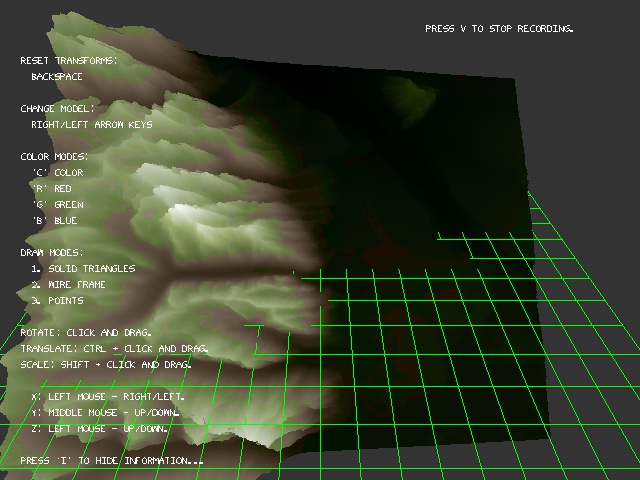 PRESS V TO STOP RECORDING.
RESET TRANSFORMS:
BACKSPACE
CHANGE MODEL:
RIGHT/LEFT ARROW KEYS
COLOR MODES:
'C' COLOR
'R' RED
'G' GREEN
'B' BLUE
DRAW MODES:
1. SOLID TRIANGLES
2. WIRE FRAME
3. POINTS
ROTATE: CLICK AND DRAG.
TRANSLATE: CTRL + CLICK AND DRAG.
SCALE: SHIFT + CLICK AND DRAG.
X: LEFT MOUSE - RIGHT/LEFT.
Y: MIDDLE MOUSE - UP/DOWN.
Z: LEFT MOUSE - UP/DOWN.
PRESS 'I' TO HIDE INFORMATION...